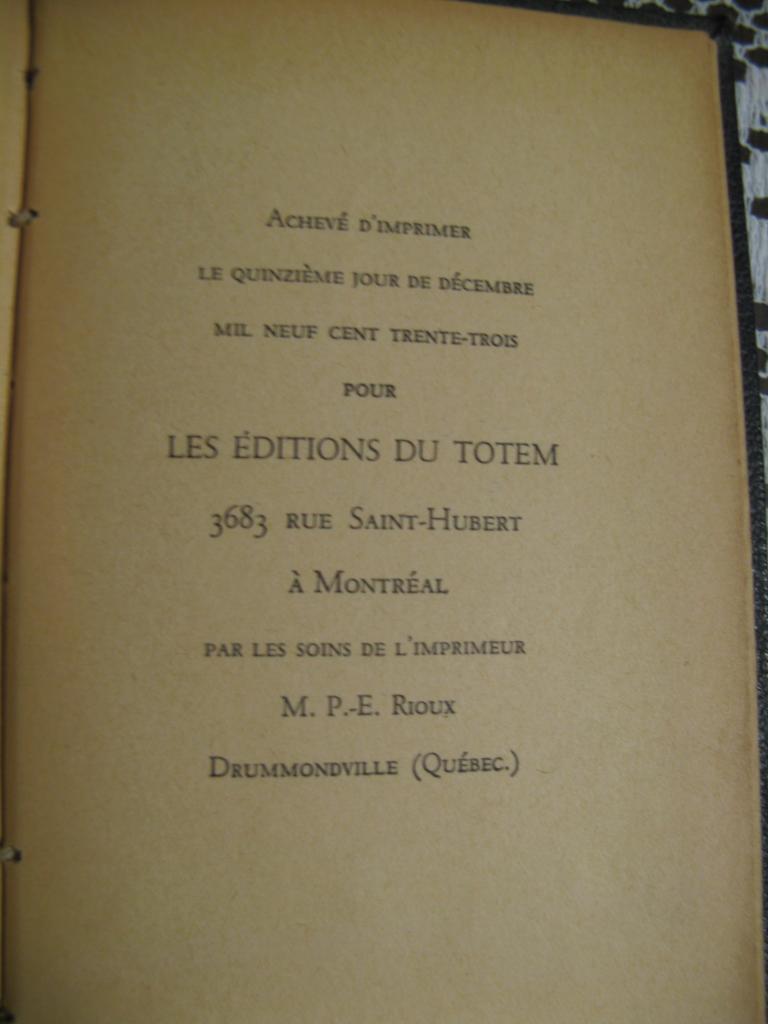 Achevé d'imprimer
le quinzième jour de décembre
mil neuf cent trente-trois
pour
LES ÉDITIONS DU TOTEM
3683 rue Saint-Hubert
à Montréal
par les soins de l'imprimeur
M. P.-E. Rioux
Drummondville (Québec.)